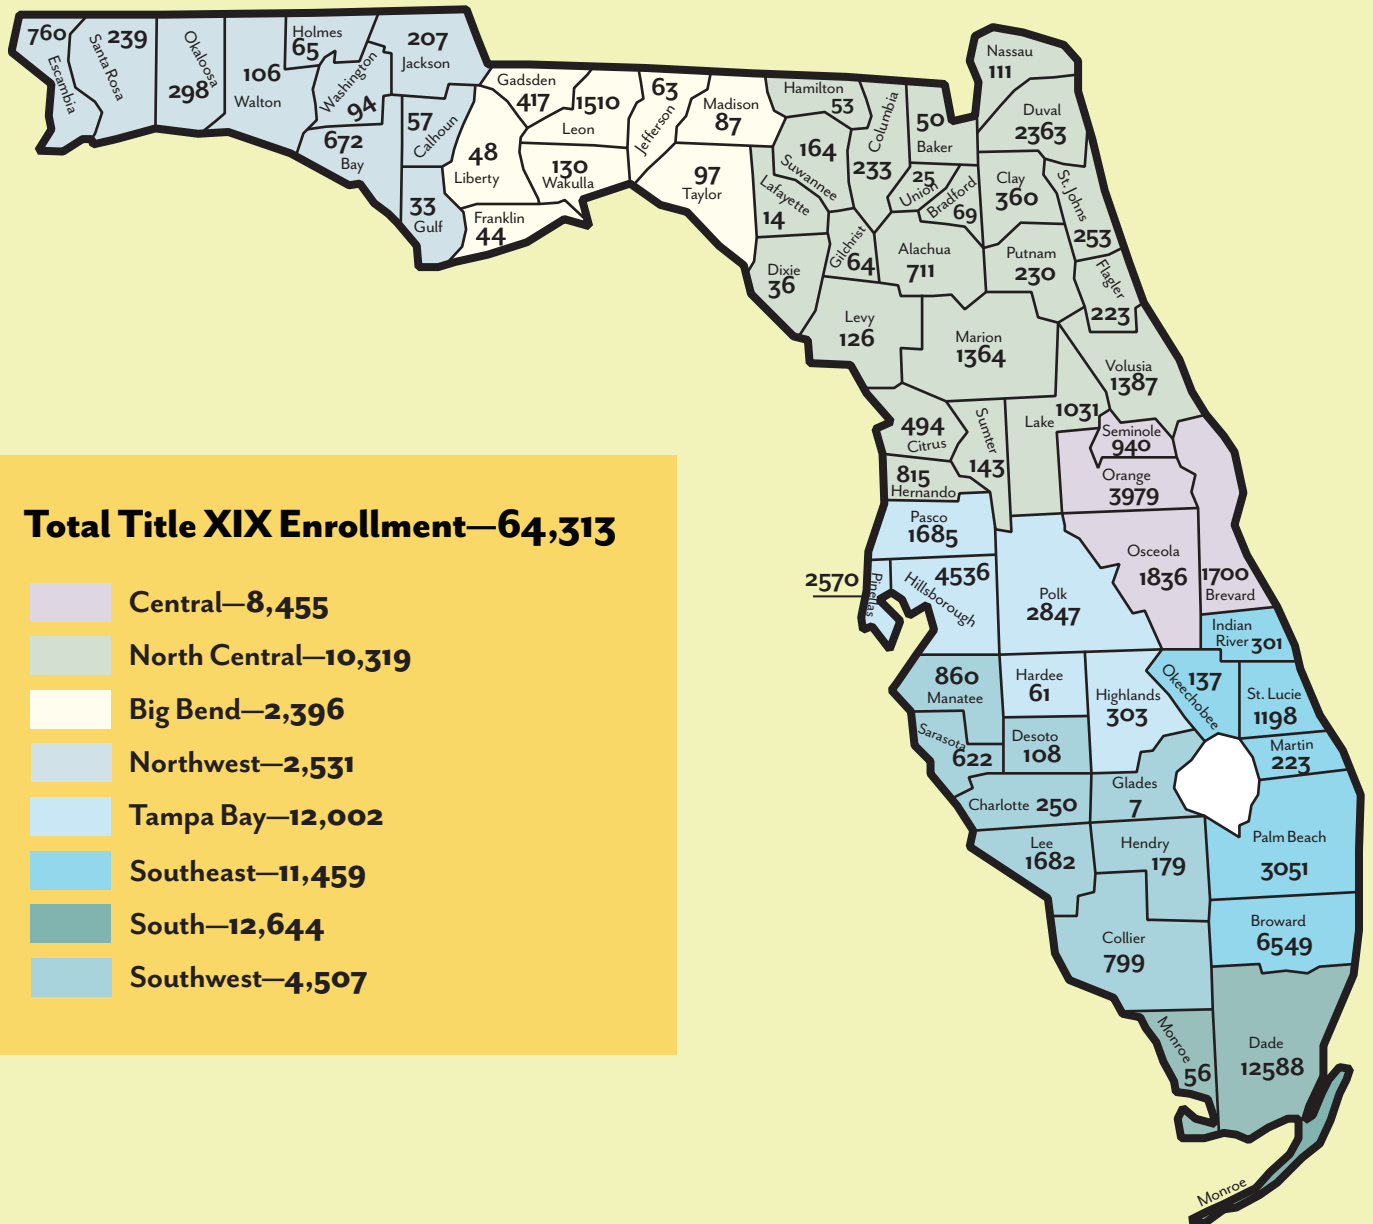 760
Escambia
239
Santa Rosa
Okaloosa
298
106
Walton
Holmes
65
Washington
94
207
Jackson
672
Bay
57
Calhoun
33
Gulf
Gadsden
417
48
Liberty
Franklin
44
1510
Leon
130
Wakulla
63
Jefferson
Madison
87
97
Taylor
Hamilton
53
164
Suwannee
Lafayette
14
Dixie
36
Columbia
233
Gilchrist
64
50
Baker
25
Union
Bradford
69
Nassau
111
Duval
2363
Clay
360
St. Johns
253
Alachua
711
Putnam
230
Flagler
223
Levy
126
Marion
1364
Volusia
1387
494
Citrus
Sumter
143
Lake
1031
Seminole
940
815
Hernando
Orange
3979
Pasco
1685
Total Title XIX Enrollment—64,313
Central—8,455
North Central—10,319
Big Bend—2,396
Northwest—2,531
Tampa Bay—12,002
Southeast—11,459
South—12,644
Southwest—4,507
2570
Pinellas
4536
Hillsborough
Polk
2847
Osceola
1836
1700
Brevard
Indian
River 301
860
Manatee
Hardee
61
Highlands
303
137
Okeechobee
St. Lucie
1198
Sarasota
622
Desoto
108
Martin
223
Charlotte 250
Glades
7
Lee
1682
Hendry
179
Palm Beach
3051
Collier
799
Broward
6549
Monroe
56
Dade
12588
Monroe